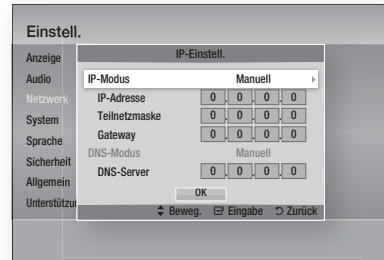 Einstell.
Anzeige
Audio
Netzwerk
System
Sprache
Sicherheit
Allgemein
Unterstützu
IP-Einstell.
IP-Modus Manuell
IP-Adresse 0 . 0 . 0 . 0
Teilnetzmaske 0 . 0 . 0 . 0
Gateway 0 . 0 . 0 . 0
DNS-Modus Manuell
DNS-Server 0 . 0 . 0 . 0
OK
Beweg. Eingabe Zurück